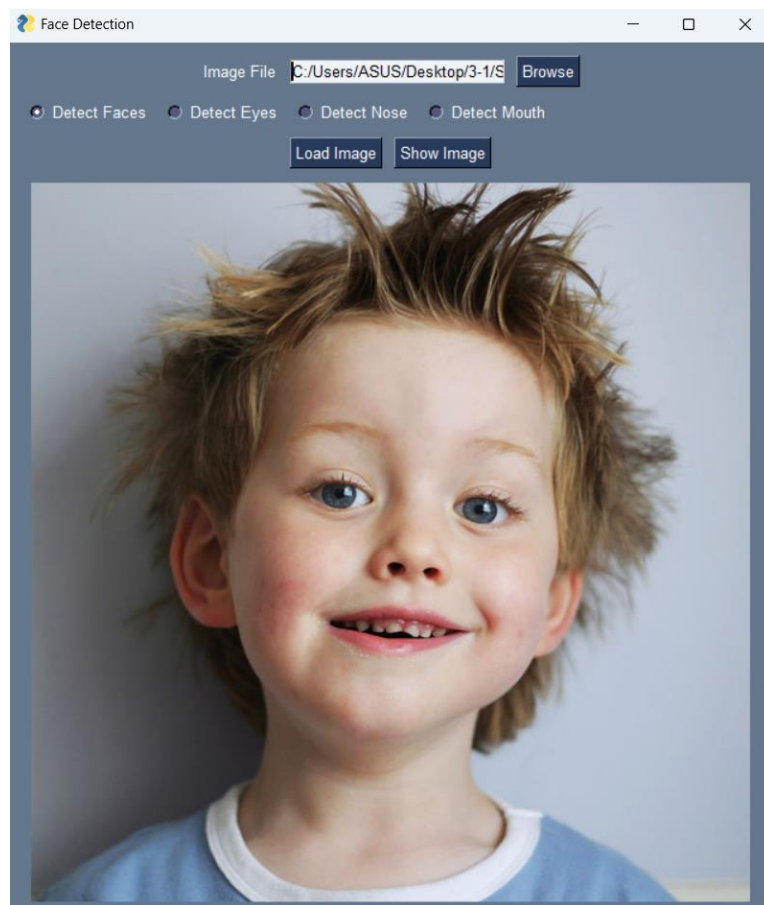 Face Detection
Image File C:/Users/ASUS/Desktop/3-1/S Browse
Detect Faces Detect Eyes Detect Nose Detect Mouth
Load Image Show Image